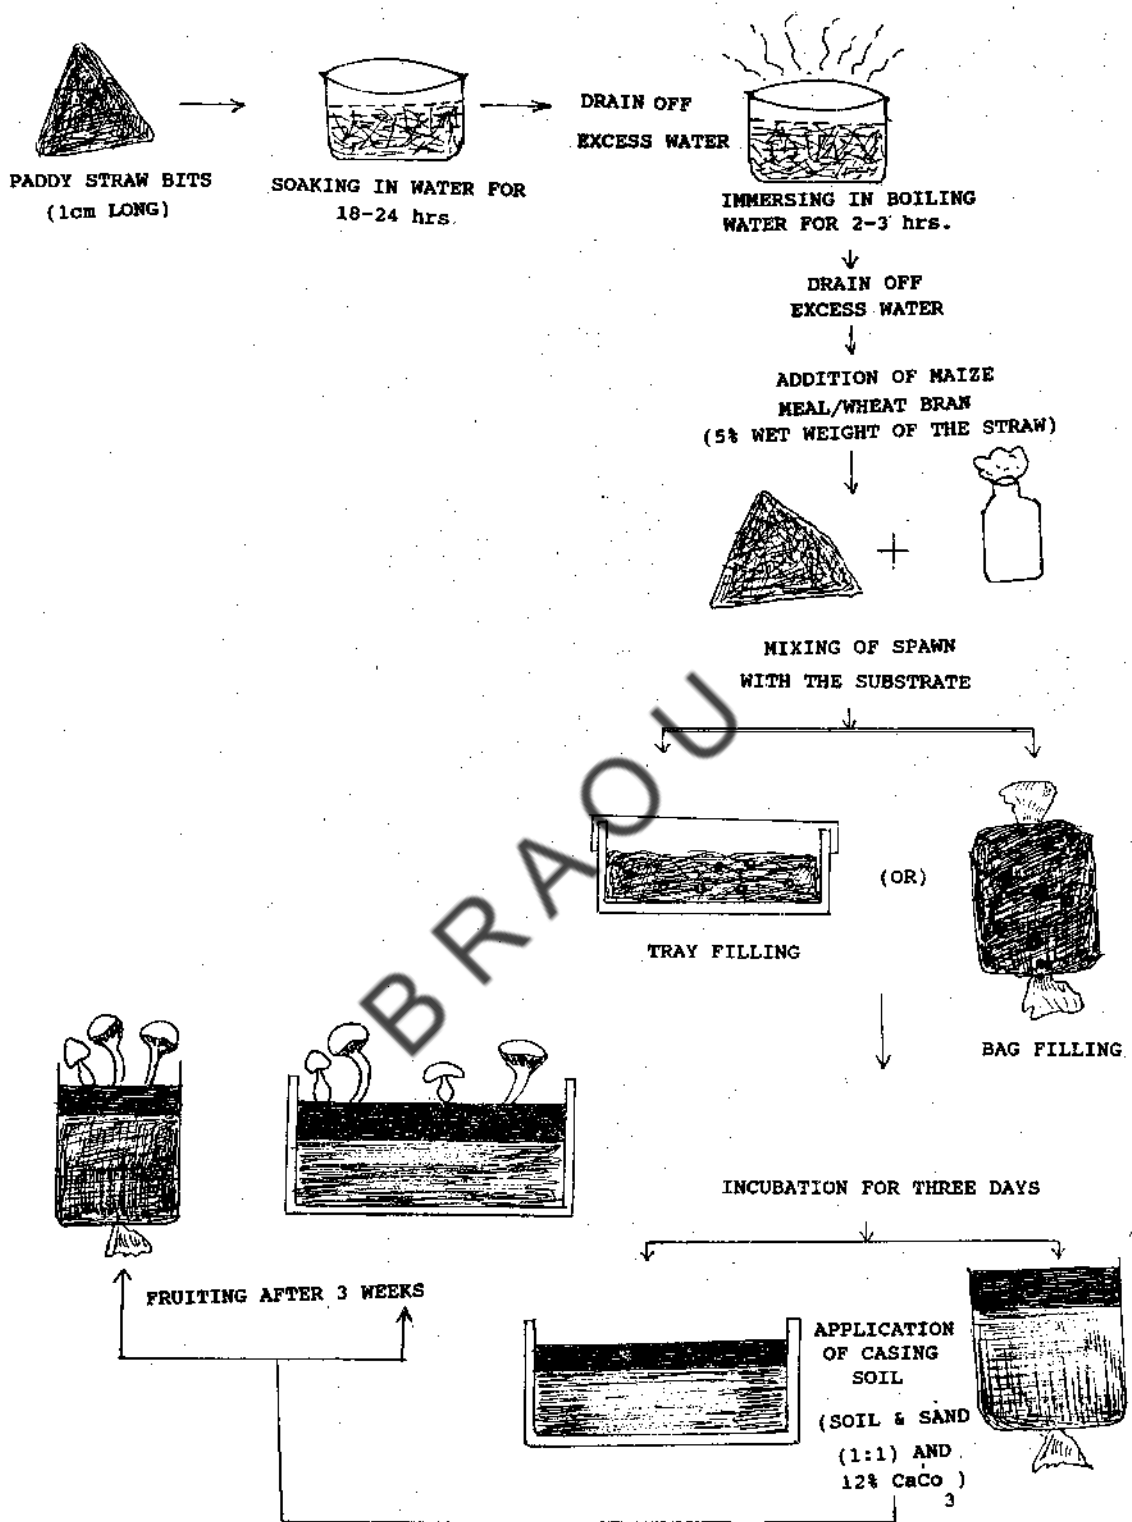 PADDY STRAW BITS
(1cm LONG)
SOAKING IN WATER FOR
18-24 hrs.
DRAIN OFF
EXCESS WATER
IMMERSING IN BOILING
WATER FOR 2-3 hrs.
DRAIN OFF
EXCESS WATER
ADDITION OF MAIZE
MEAL/WHEAT BRAN
(5% WET WEIGHT OF THE STRAW)
+
MIXING OF SPAWN
WITH THE SUBSTRATE
(OR)
TRAY FILLING
BAG FILLING
BRAOU
INCUBATION FOR THREE DAYS
FRUITING AFTER 3 WEEKS
APPLICATION
OF CASING
SOIL
(SOIL & SAND
(1:1) AND
12% CaCo3)